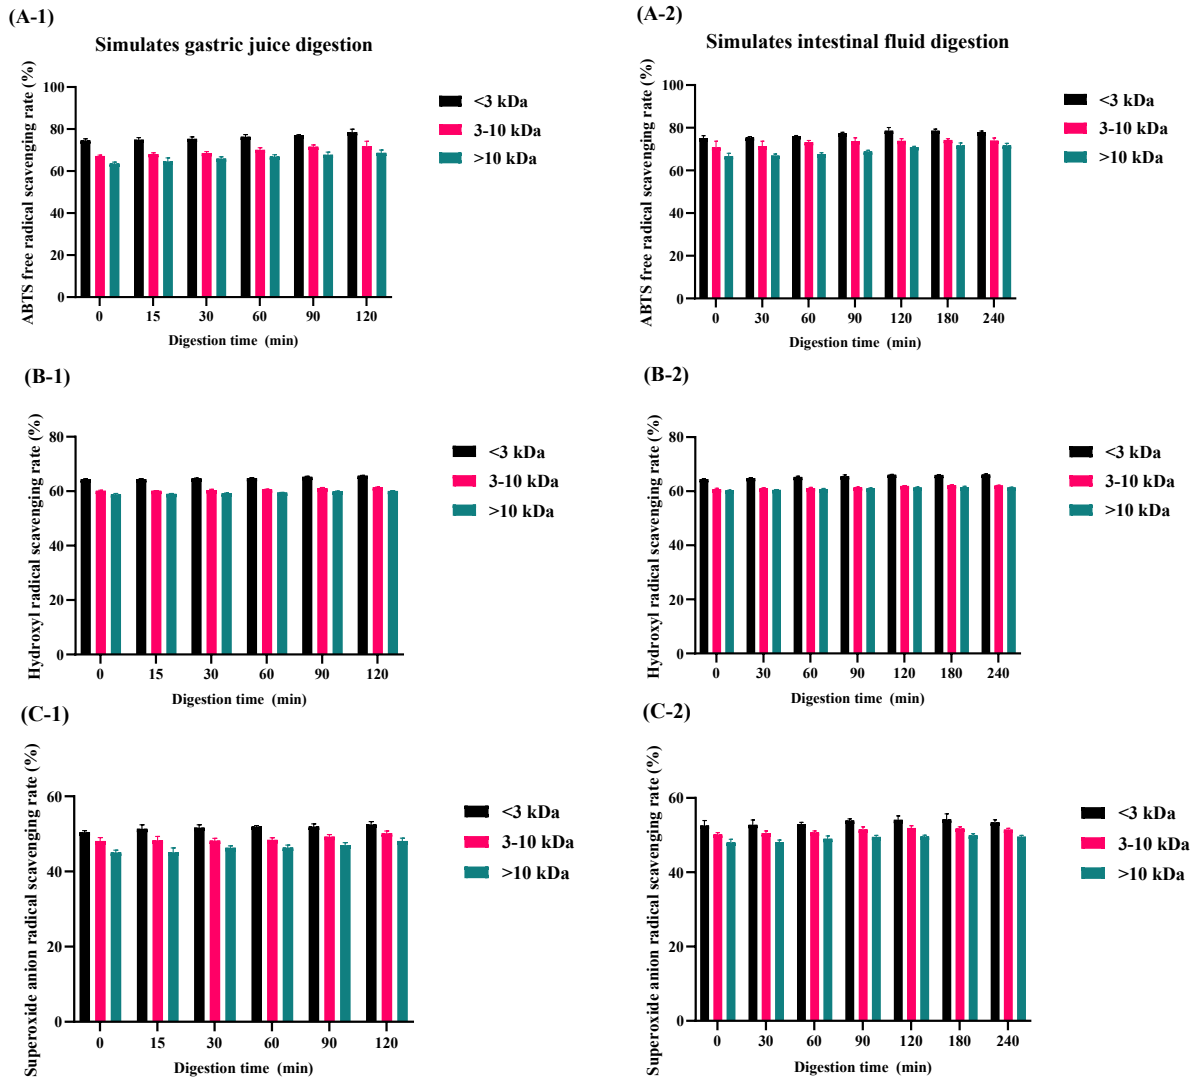 (A-1)
Simulates gastric juice digestion
ABTS free radical scavenging rate (%)
100
80
60
40
20
0
0 15 30 60 90 120
Digestion time (min)
<3 kDa
3-10 kDa
>10 kDa
(A-2)
Simulates intestinal fluid digestion
ABTS free radical scavenging rate (%)
100
80
60
40
20
0
0 30 60 90 120 180 240
Digestion time (min)
<3 kDa
3-10 kDa
>10 kDa
(B-1)
Hydroxyl radical scavenging rate (%)
80
60
40
20
0
0 15 30 60 90 120
Digestion time (min)
<3 kDa
3-10 kDa
>10 kDa
(B-2)
Hydroxyl radical scavenging rate (%)
80
60
40
20
0
0 30 60 90 120 180 240
Digestion time (min)
<3 kDa
3-10 kDa
>10 kDa
(C-1)
Superoxide anion radical scavenging rate (%)
60
40
20
0
0 15 30 60 90 120
Digestion time (min)
<3 kDa
3-10 kDa
>10 kDa
(C-2)
Superoxide anion radical scavenging rate (%)
60
40
20
0
0 30 60 90 120 180 240
Digestion time (min)
<3 kDa
3-10 kDa
>10 kDa